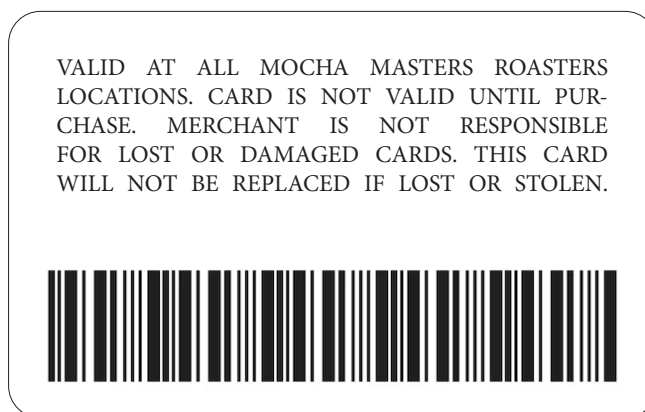 VALID AT ALL MOCHA MASTERS ROASTERS
LOCATIONS. CARD IS NOT VALID UNTIL PUR-
CHASE. MERCHANT IS NOT RESPONSIBLE
FOR LOST OR DAMAGED CARDS. THIS CARD
WILL NOT BE REPLACED IF LOST OR STOLEN.